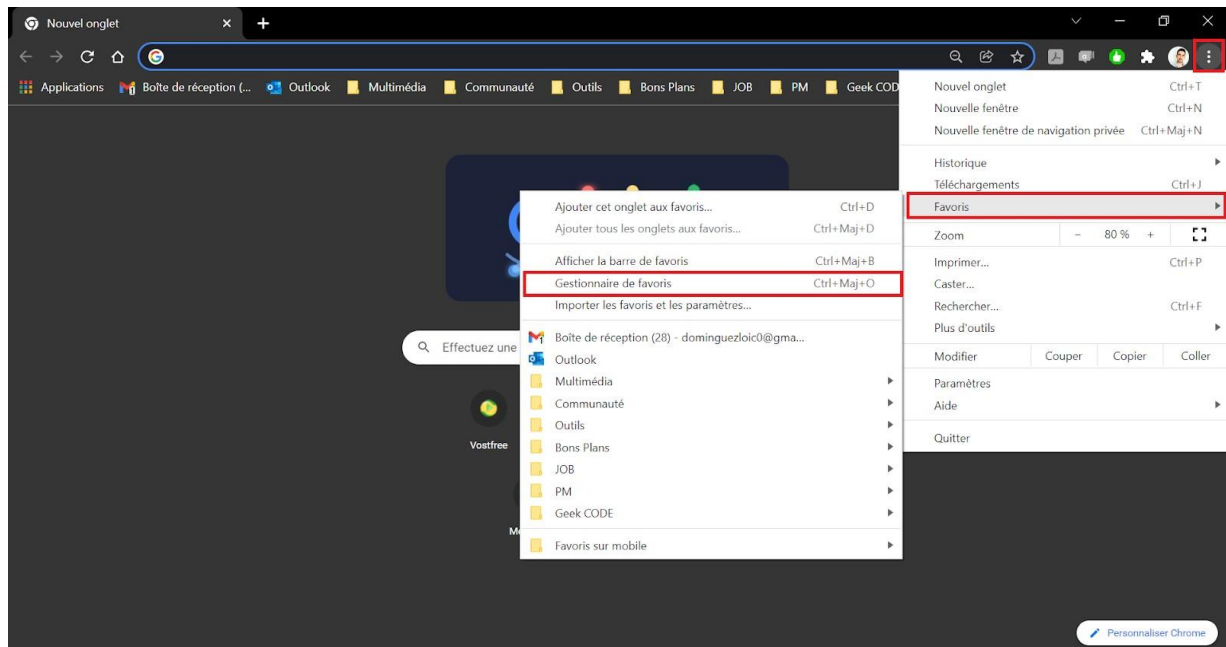 Nouvel onglet
Applications Boîte de réception (... Outlook Multimédia Communauté Outils Bons Plans JOB PM Geek COD
Nouvel onglet Ctrl+T
Nouvelle fenêtre Ctrl+N
Nouvelle fenêtre de navigation privée Ctrl+Maj+N
Historique
Téléchargements Ctrl+J
Favoris
Zoom - 80 % +
Imprimer... Ctrl+P
Caster...
Rechercher... Ctrl+F
Plus d'outils
Modifier Couper Copier Coller
Paramètres
Aide
Quitter
Ajouter cet onglet aux favoris... Ctrl+D
Ajouter tous les onglets aux favoris... Ctrl+Maj+D
Afficher la barre de favoris Ctrl+Maj+B
Gestionnaire de favoris Ctrl+Maj+O
Importer les favoris et les paramètres...
Boîte de réception (28) - dominguezloic0@gma...
Outlook
Multimédia
Communauté
Outils
Bons Plans
JOB
PM
Geek CODE
Favoris sur mobile
Effectuez une
Vostfree
Personnaliser Chrome